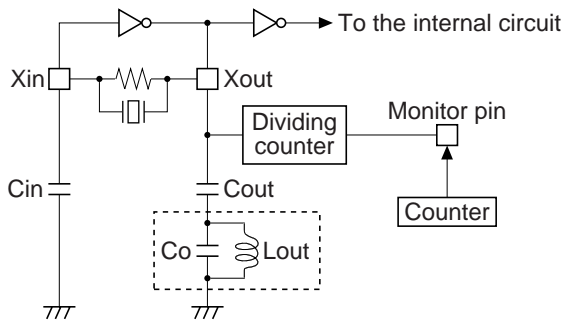 To the internal circuit
Xin
Xout
Monitor pin
Dividing
counter
Cin
Cout
Counter
Co
Lout